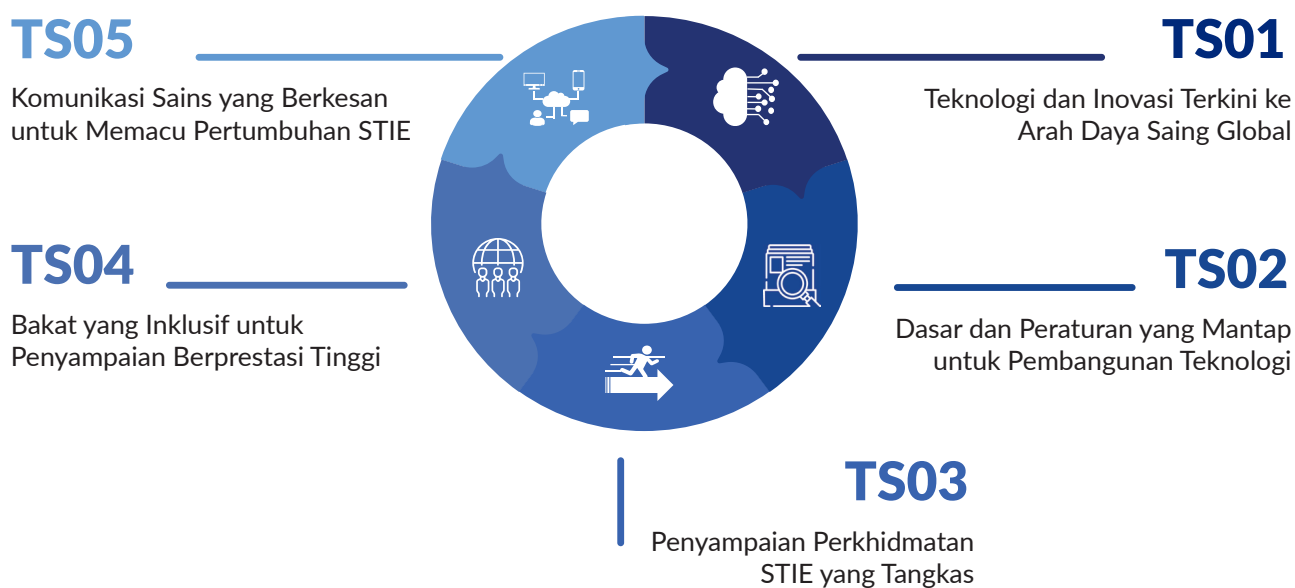 TS01
Teknologi dan Inovasi Terkini ke
Arah Daya Saing Global
TS02
Dasar dan Peraturan yang Mantap
untuk Pembangunan Teknologi
TS03
Penyampaian Perkhidmatan
STIE yang Tangkas
TS04
Bakat yang Inklusif untuk
Penyampaian Berprestasi Tinggi
TS05
Komunikasi Sains yang Berkesan
untuk Memacu Pertumbuhan STIE